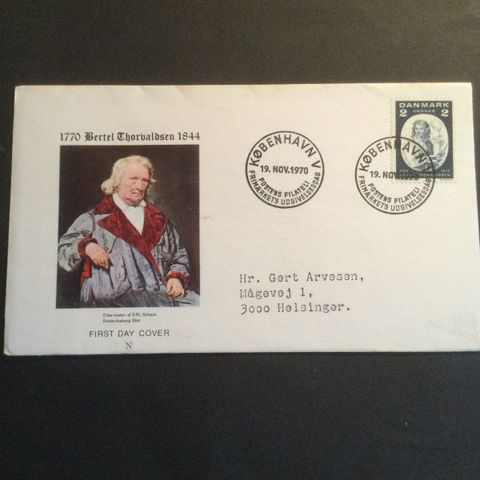 1770 Bertel Thorvaldsen 1844
Efter maleri af
Frederiksborg Slot
FIRST DAY COVER
N
KØBENHAVN V
19. NOV. 1970
POSTENS FILATELI
FRIMÆRKETS UDGIVELSESDAG
DANMARK
2 KRONER 2
KØBENHAVN V
19. NOV. 1970
POSTENS FILATELI
FRIMÆRKETS UDGIVELSESDAG
Hr. Gert Arvesen,
Mågevej 1,
3000 Helsingør.